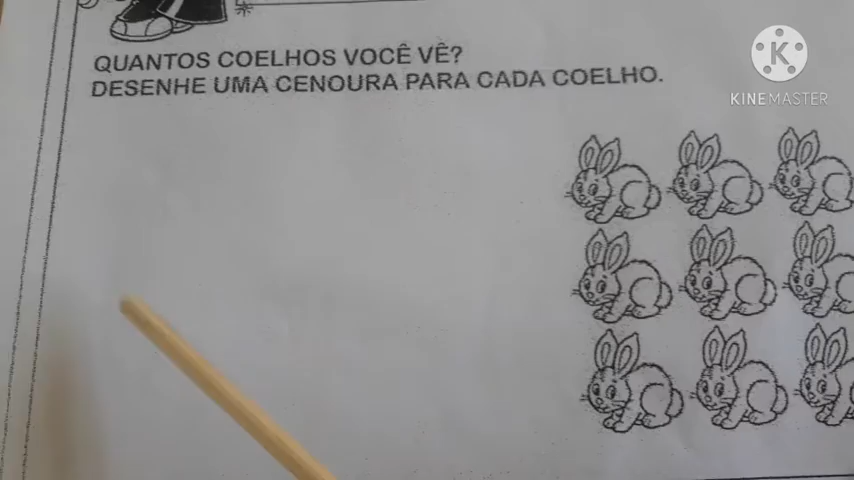 QUANTOS COELHOS VOCÊ VÊ?
DESENHE UMA CENOURA PARA CADA COELHO.
K
KINEMASTER